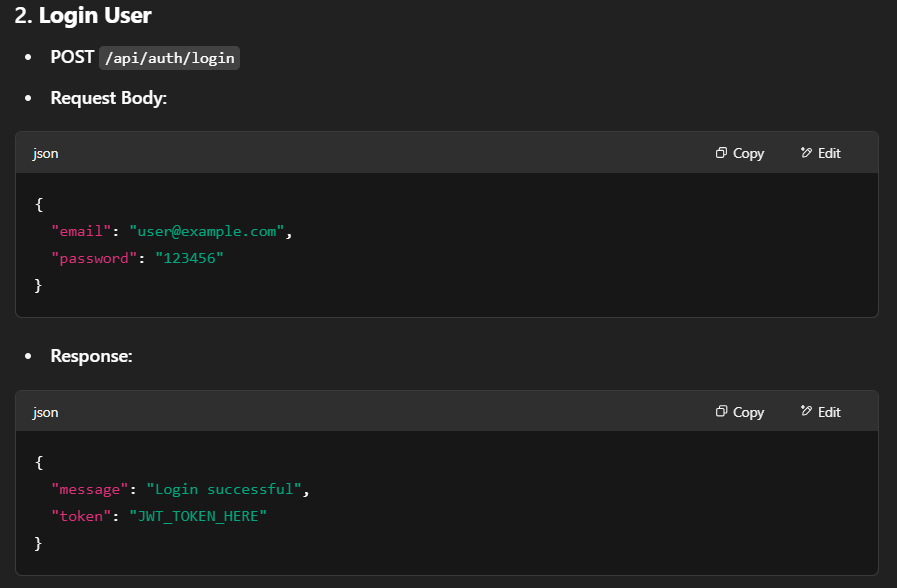 2. Login User
• POST /api/auth/login
• Request Body:
json Copy Edit
{
  "email": "user@example.com",
  "password": "123456"
}
• Response:
json Copy Edit
{
  "message": "Login successful",
  "token": "JWT_TOKEN_HERE"
}